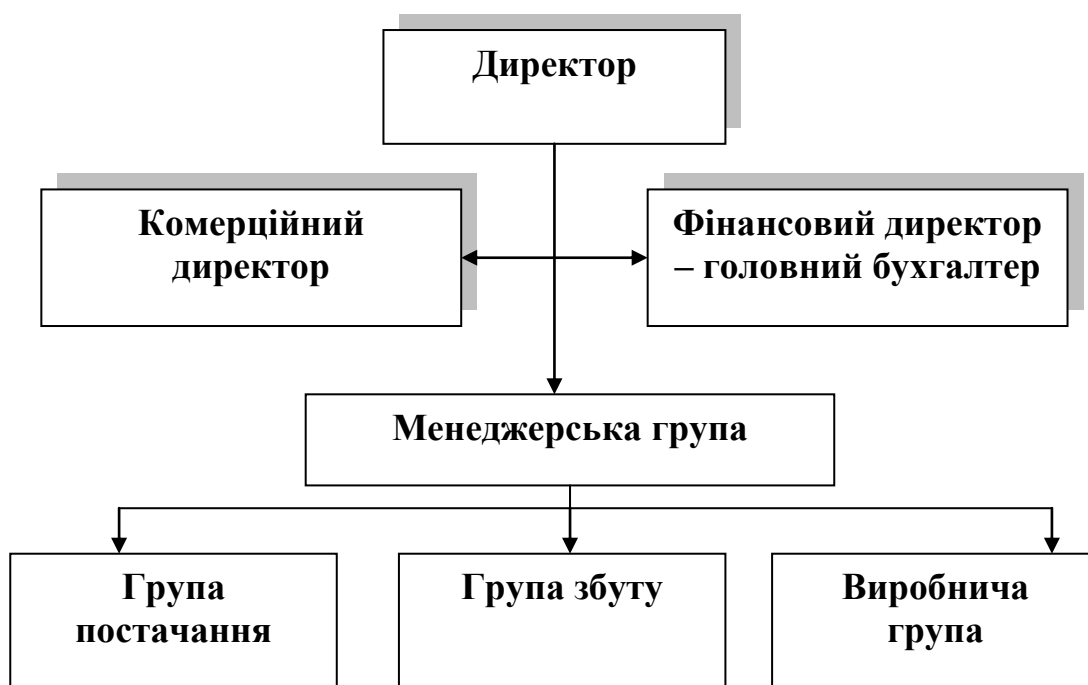 Директор
Комерційний
директор
Фінансовий директор
– головний бухгалтер
Менеджерська група
Група
постачання
Група збуту
Виробнича
група